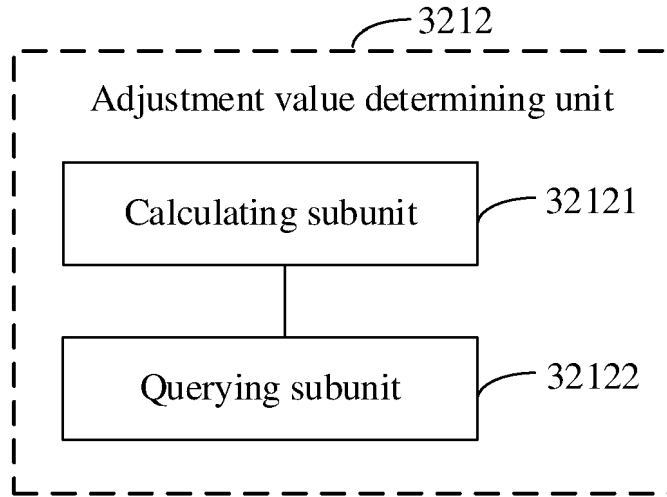 3212
Adjustment value determining unit
Calculating subunit
32121
Querying subunit
32122